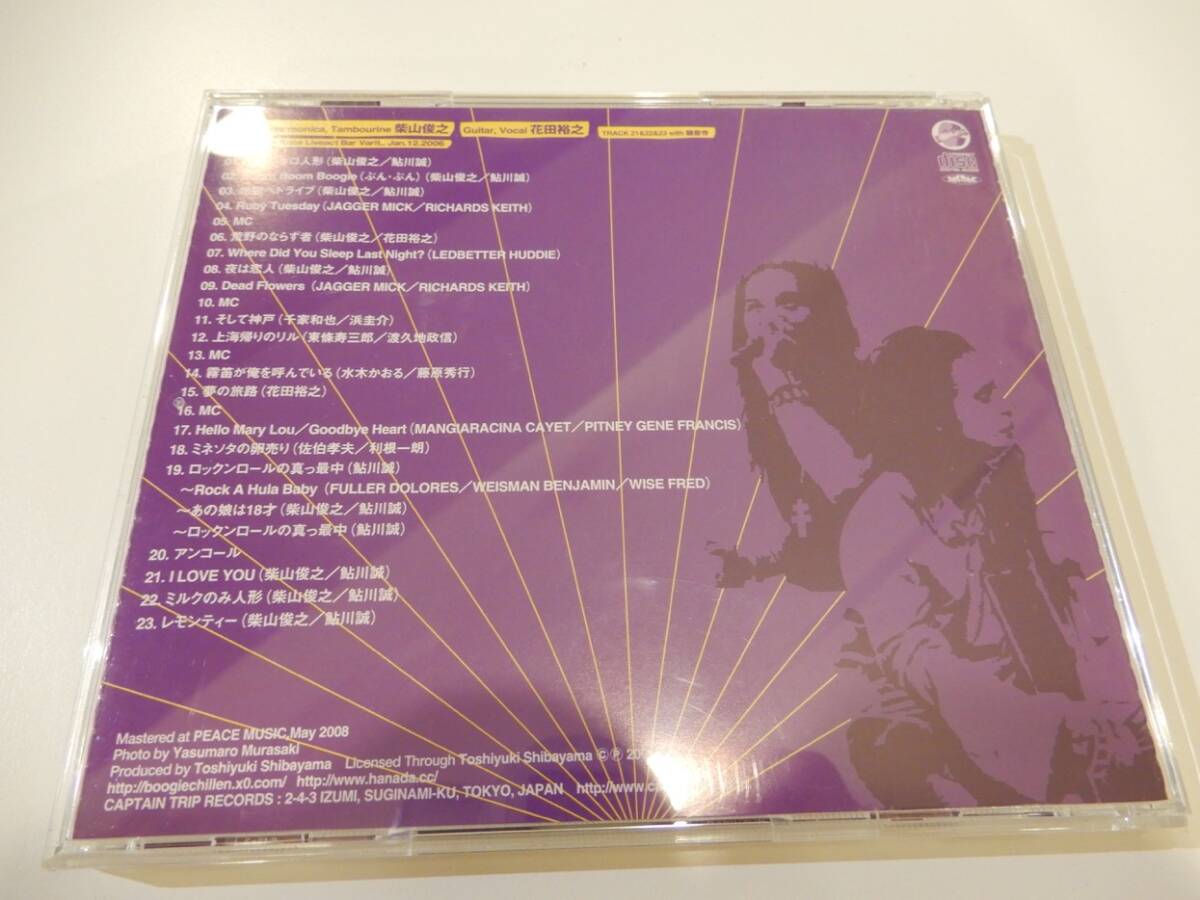 Tambourine 柴山俊之 Guitar, Vocal 花田裕之 TRACK 21&22&23 with
Liveact Bar Varit., Jan.12.2006
人形（柴山俊之／鮎川誠）
02. Room Boogie（ぶん・ぶん）（柴山俊之／鮎川誠）
03. へドライブ（柴山俊之／鮎川誠）
04. Ruby Tuesday（JAGGER MICK／RICHARDS KEITH）
05. MC
06. 荒野のならず者（柴山俊之／花田裕之）
07. Where Did You Sleep Last Night?（LEDBETTER HUDDIE）
08. 夜は恋人（柴山俊之／鮎川誠）
09. Dead Flowers（JAGGER MICK／RICHARDS KEITH）
10. MC
11. そして神戸（千家和也／浜圭介）
12. 上海帰りのリル（東條寿三郎／渡久地政信）
13. MC
14. 霧笛が俺を呼んでいる（水木かおる／藤原秀行）
15. 夢の旅路（花田裕之）
16. MC
17. Hello Mary Lou／Goodbye Heart（MANGIARACINA CAYET／PITNEY GENE FRANCIS）
18. ミネソタの卵売り（佐伯孝夫／利根一朗）
19. ロックンロールの真っ最中（鮎川誠）
～Rock A Hula Baby（FULLER DOLORES／WEISMAN BENJAMIN／WISE FRED）
～あの娘は18才（柴山俊之／鮎川誠）
～ロックンロールの真っ最中（鮎川誠）
20. アンコール
21. I LOVE YOU（柴山俊之／鮎川誠）
22. ミルクのみ人形（柴山俊之／鮎川誠）
23. レモンティー（柴山俊之／鮎川誠）
Mastered at PEACE MUSIC,May 2008
Photo by Yasumaro Murasaki
Produced by Toshiyuki Shibayama Licensed Through Toshiyuki Shibayama ©Ⓟ
http://boogiechillen.x0.com/ http://www.hanada.cc/
CAPTAIN TRIP RECORDS : 2-4-3 IZUMI, SUGINAMI-KU, TOKYO, JAPAN http://www.c